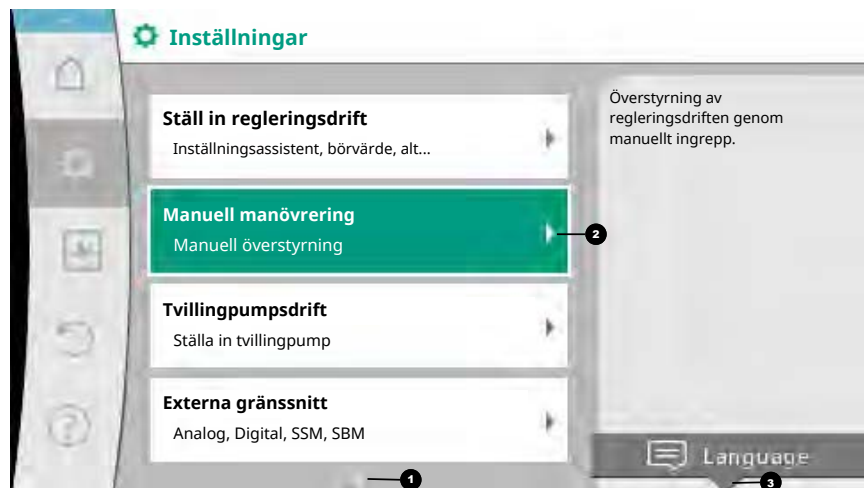 Inställningar
Ställ in regleringsdrift
Inställningsassistent, börvärde, alt...
Manuell manövrering
Manuell överstyrning
Tvillingpumpsdrift
Ställa in tvillingpump
Externa gränssnitt
Analog, Digital, SSM, SBM
Överstyrning av
regleringsdriften genom
manuellt ingrepp.
2
Language
1
3